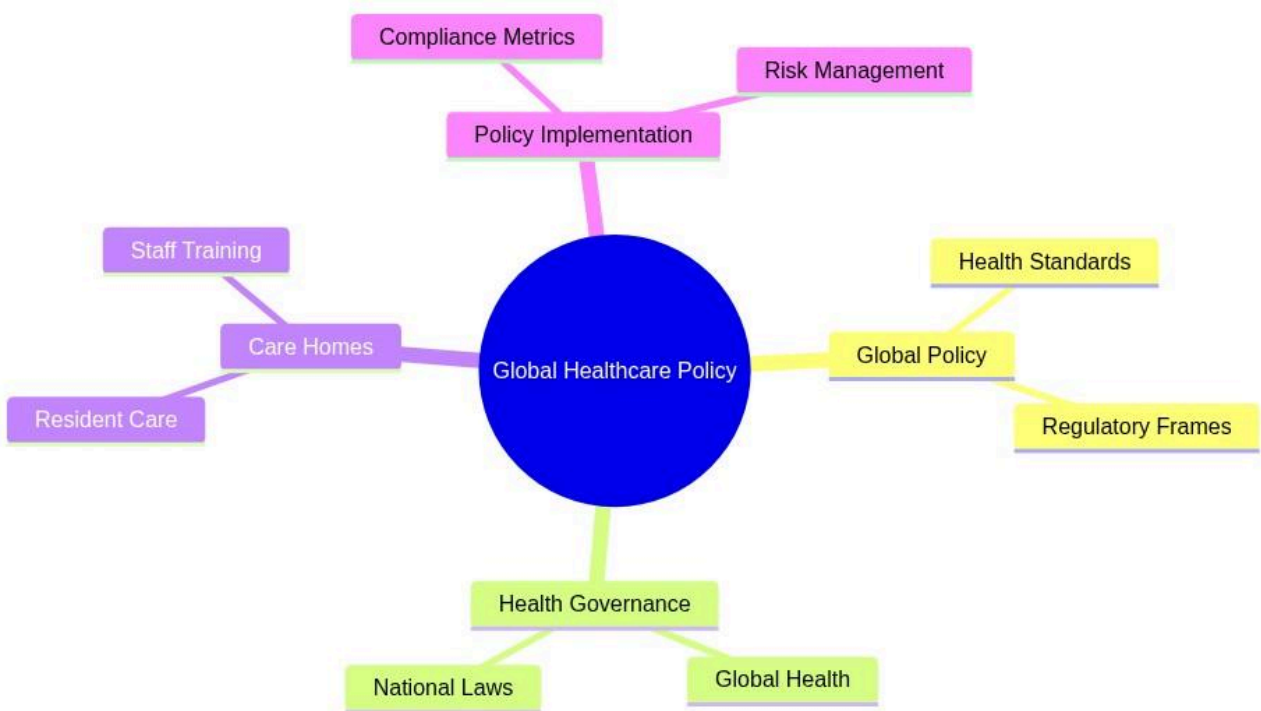 Compliance Metrics
Risk Management
Policy Implementation
Staff Training
Health Standards
Care Homes
Global Policy
Global Healthcare Policy
Resident Care
Regulatory Frames
Health Governance
National Laws
Global Health